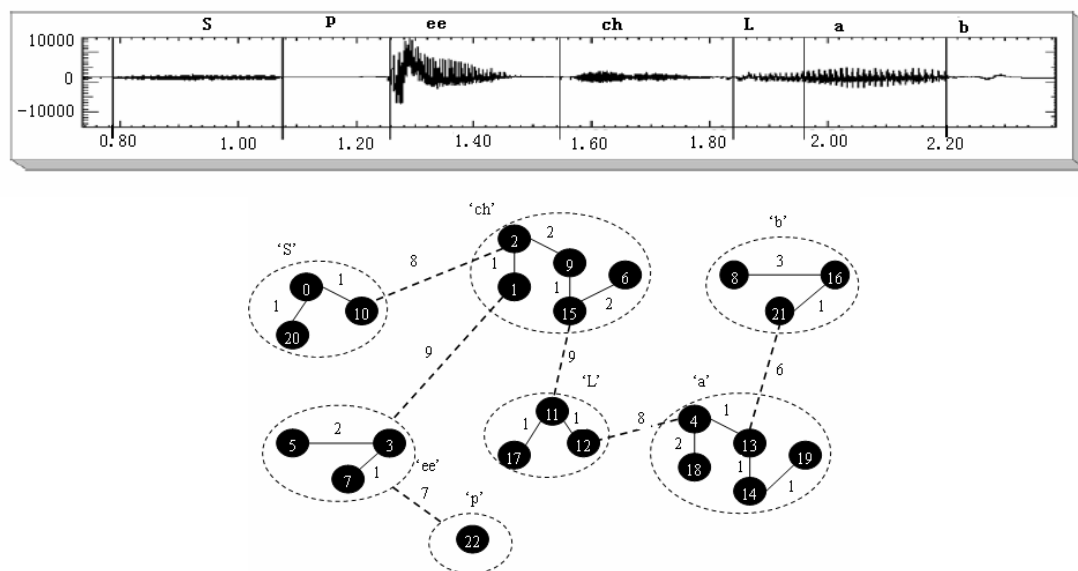 S p ee ch L a b
10000
0
-10000
0.80 1.00 1.20 1.40 1.60 1.80 2.00 2.20
'ch' 'b'
'S' 8 2 2 3
1 9 6 8 16
0 1 1 1 1 2 1
10 15 21
20
9 9 6
'L' 'a'
11 8 4 1
5 2 3 1 1 12 2 13 19
7 1 'ee' 17 18 1 14 1
7 'p'
22